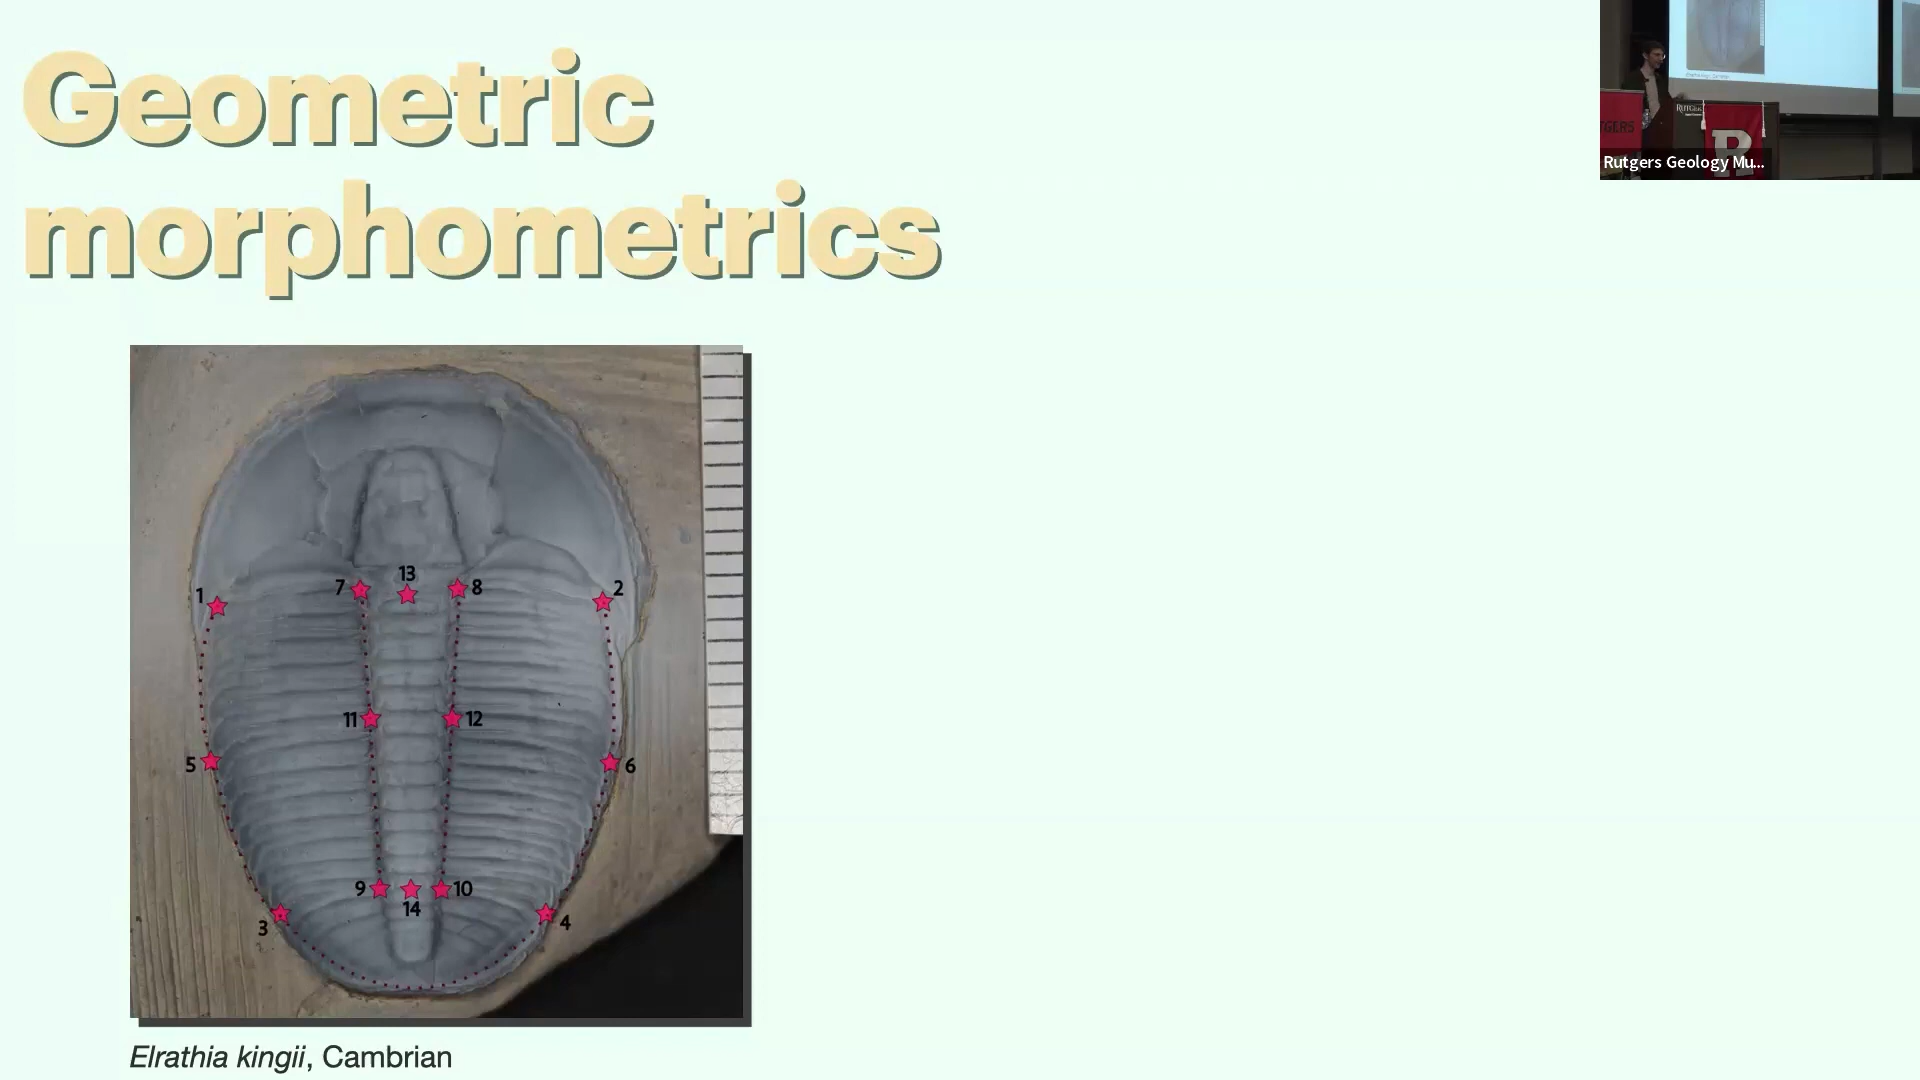 Geometric
morphometrics
Rutgers Geology Mu...
RUTGERS
R
13
7
8
1
2
11
12
5
6
9
10
14
3
4
Elrathia kingii, Cambrian